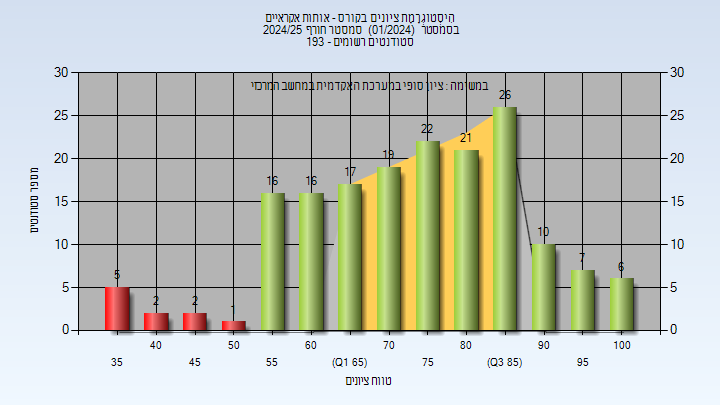 היסטוגרמת ציונים בקורס - אותות אקראיים
בסמסטר (01/2024) סמסטר חורף 2024/25
סטודנטים רשומים - 193
במשימה : ציון סופי במערכת האקדמית במחשב המרכזי
מספר סטודנטים
30 30
25 25
20 20
15 15
10 10
5 5
0 0
5 2 2 1 16 16 17 19 22 21 26 10 7 6
40 50 60 70 80 90 100
35 45 55 (Q1 65) 75 (Q3 85) 95
טווח ציונים